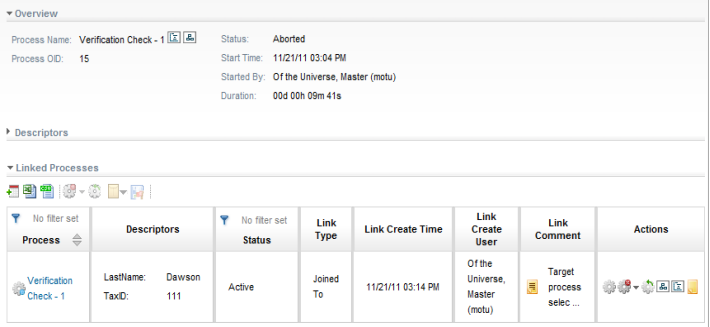 Overview
Process Name: Verification Check - 1
Status: Aborted
Process OID: 15
Start Time: 11/21/11 03:04 PM
Started By: Of the Universe, Master (motu)
Duration: 00d 00h 09m 41s
Descriptors
Linked Processes
No filter set
Process
Descriptors
No filter set
Status
Link
Type
Link Create Time
Link
Create
User
Link
Comment
Actions
Verification
Check - 1
LastName: Dawson
TaxID: 111
Active
Joined
To
11/21/11 03:14 PM
Of the
Universe,
Master
(motu)
Target
process
selec ...